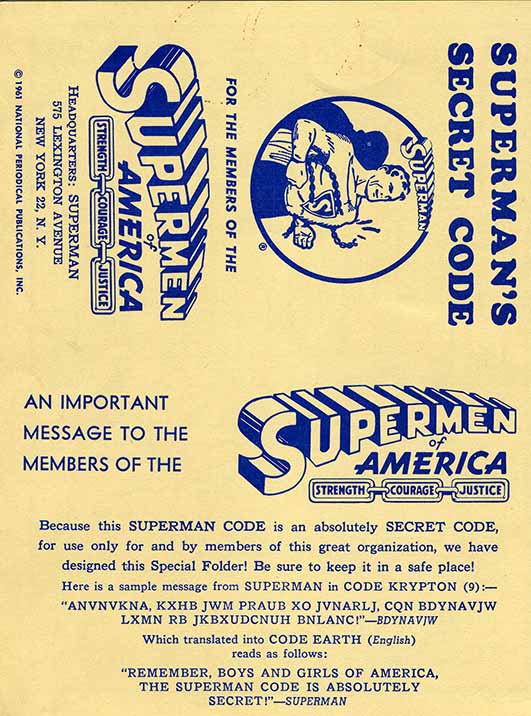 SUPERMAN'S
SECRET CODE
SUPERMAN
®
FOR THE MEMBERS OF THE
SUPERMEN
of
AMERICA
STRENGTH COURAGE JUSTICE
HEADQUARTERS: SUPERMAN
575 LEXINGTON AVENUE
NEW YORK 22, N. Y.
© 1961 NATIONAL PERIODICAL PUBLICATIONS, INC.
AN IMPORTANT
MESSAGE TO THE
MEMBERS OF THE
SUPERMEN
of
AMERICA
STRENGTH COURAGE JUSTICE
Because this SUPERMAN CODE is an absolutely SECRET CODE,
for use only for and by members of this great organization, we have
designed this Special Folder! Be sure to keep it in a safe place!
Here is a sample message from SUPERMAN in CODE KRYPTON (9):—
"ANVNVKNA, KXHB JWM PRAUB XO JVNARLJ, CQN BDYNAVJW
LXMN RB JKBXUDCNUH BNLANC!"—BDYNAVJW
Which translated into CODE EARTH (English)
reads as follows:
"REMEMBER, BOYS AND GIRLS OF AMERICA,
THE SUPERMAN CODE IS ABSOLUTELY
SECRET!"—SUPERMAN